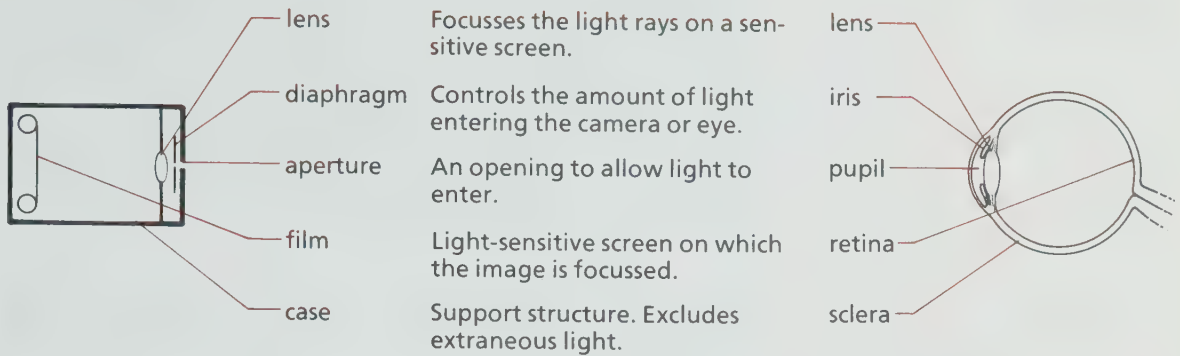 lens Focusses the light rays on a sen- lens
sitive screen.
diaphragm Controls the amount of light iris
entering the camera or eye.
aperture An opening to allow light to pupil
enter.
film Light-sensitive screen on which retina
the image is focussed.
case Support structure. Excludes sclera
extraneous light.